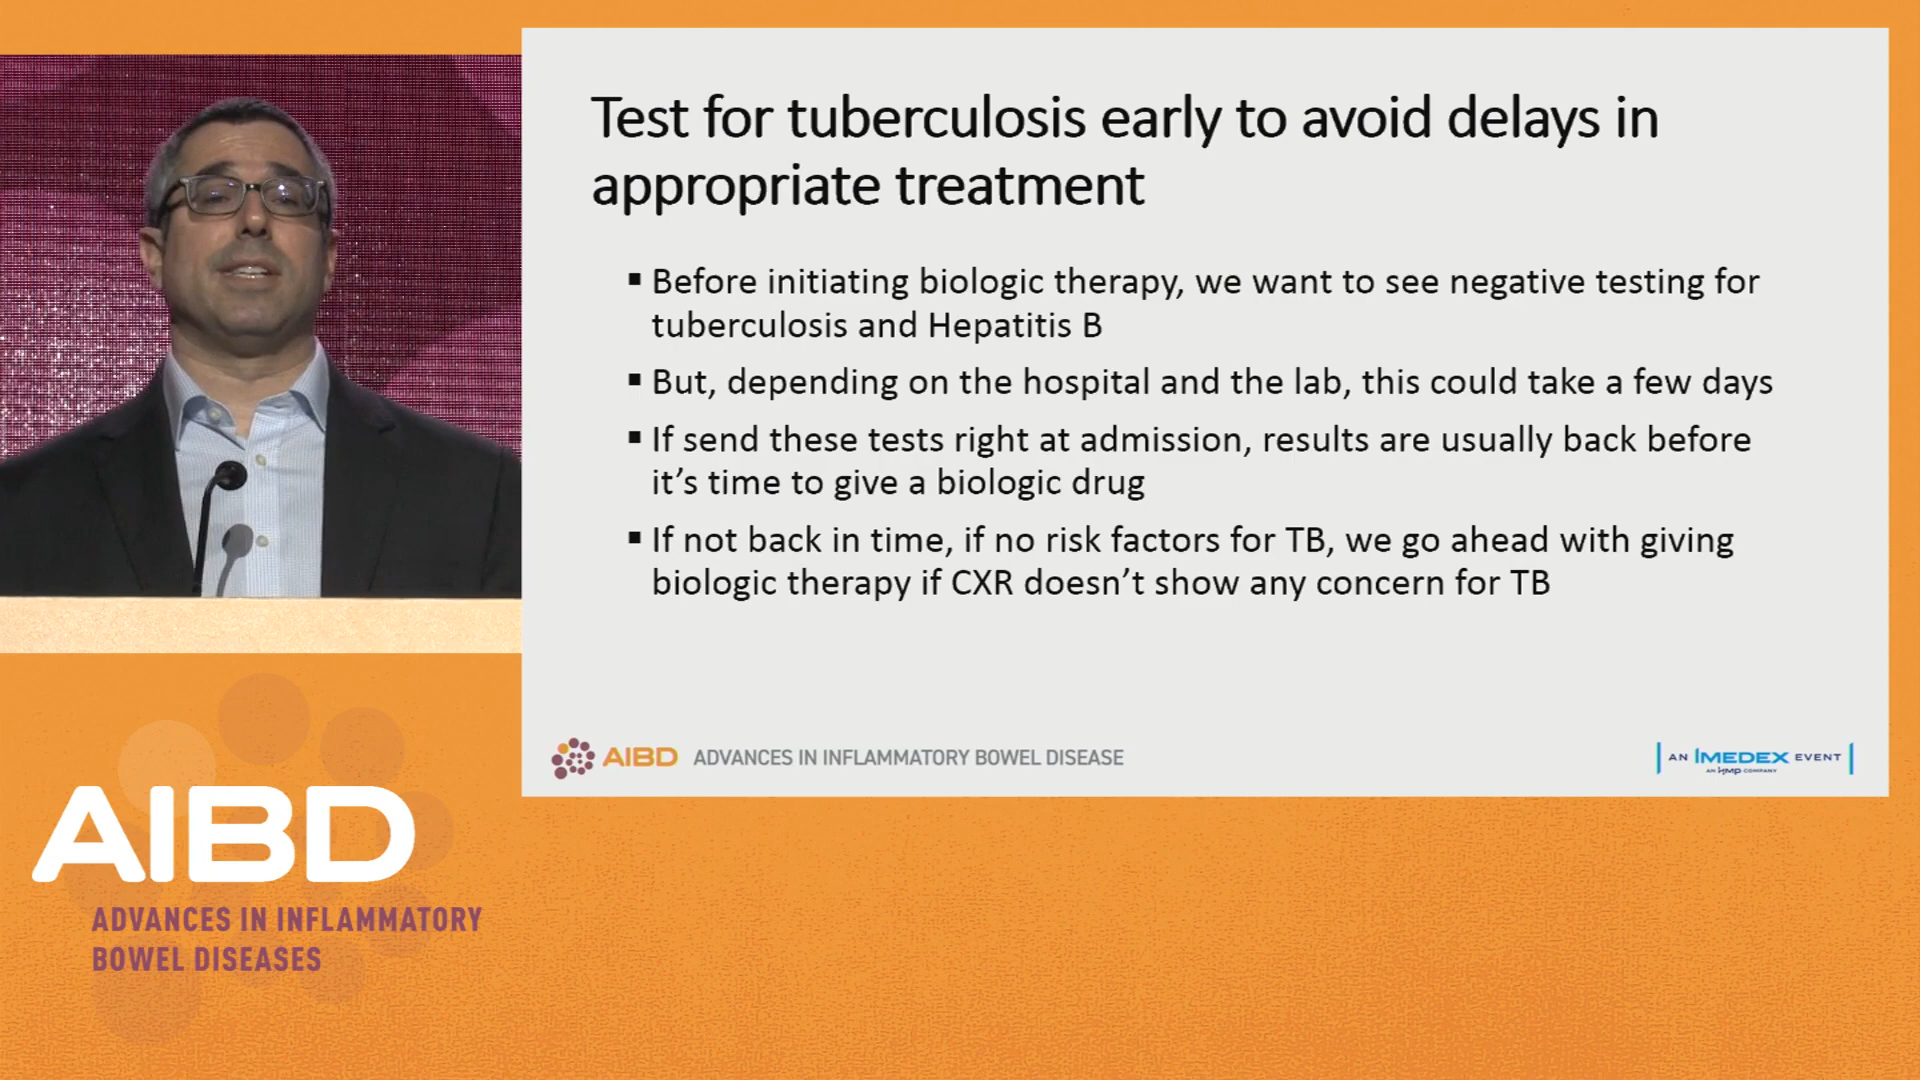 Test for tuberculosis early to avoid delays in
appropriate treatment
▪ Before initiating biologic therapy, we want to see negative testing for
tuberculosis and Hepatitis B
▪ But, depending on the hospital and the lab, this could take a few days
▪ If send these tests right at admission, results are usually back before
it’s time to give a biologic drug
▪ If not back in time, if no risk factors for TB, we go ahead with giving
biologic therapy if CXR doesn’t show any concern for TB
AIBD ADVANCES IN INFLAMMATORY BOWEL DISEASE
AN IMEDEX EVENT
AN hmp COMPANY
AIBD
ADVANCES IN INFLAMMATORY
BOWEL DISEASES